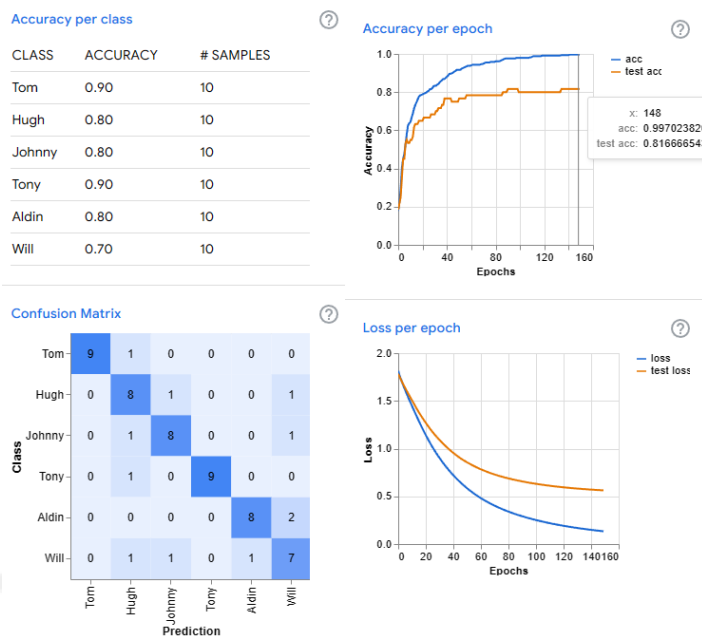 Accuracy per class
?
CLASS ACCURACY # SAMPLES
Tom 0.90 10
Hugh 0.80 10
Johnny 0.80 10
Tony 0.90 10
Aldin 0.80 10
Will 0.70 10
Accuracy per epoch
?
1.0
0.8
0.6
0.4
0.2
0.0
Accuracy
0 40 80 120 160
Epochs
acc
test acc
x: 148
acc: 0.997023820
test acc: 0.816666543
Confusion Matrix
?
Tom 9 1 0 0 0 0
Hugh 0 8 1 0 0 1
Johnny 0 1 8 0 0 1
Tony 0 1 0 9 0 0
Aldin 0 0 0 0 8 2
Will 0 1 1 0 1 7
Class
Tom Hugh Johnny Tony Aldin Will
Prediction
Loss per epoch
?
2.0
1.5
1.0
0.5
0.0
Loss
0 20 40 60 80 100 120 140 160
Epochs
loss
test loss